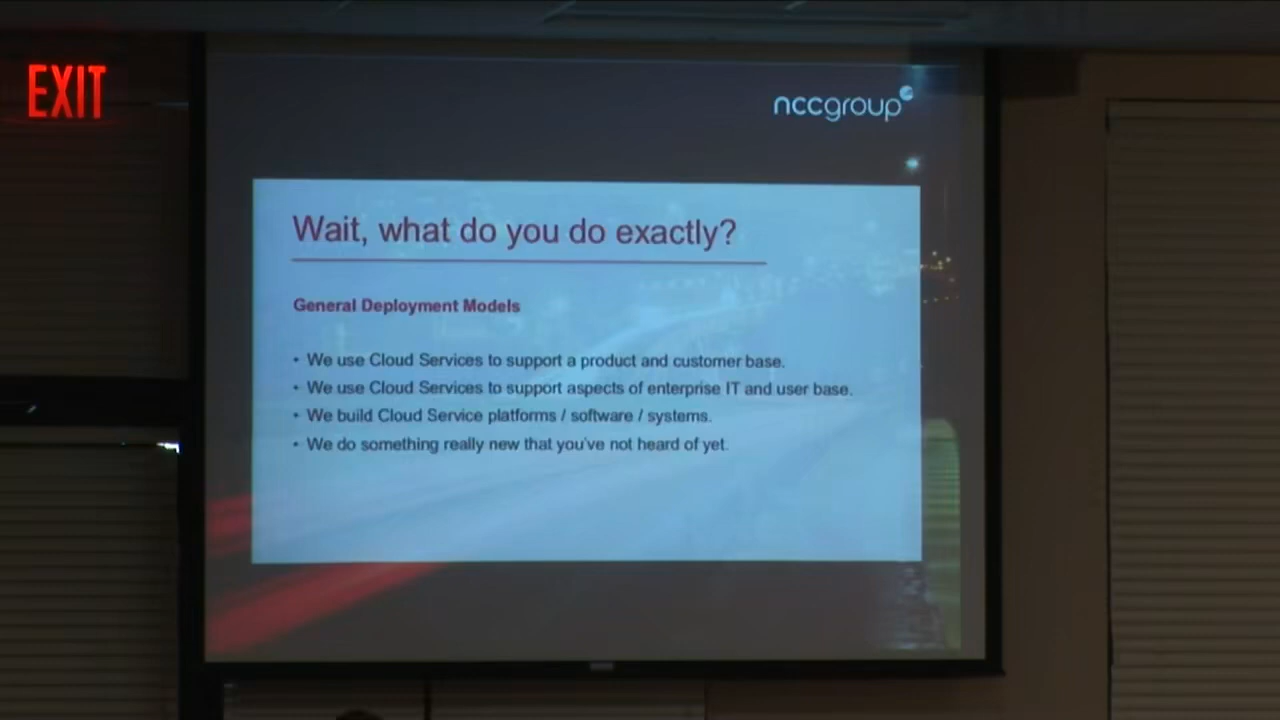 EXIT
nccgroup
Wait, what do you do exactly?
General Deployment Models
• We use Cloud Services to support a product and customer base.
• We use Cloud Services to support aspects of enterprise IT and user base.
• We build Cloud Service platforms / software / systems.
• We do something really new that you've not heard of yet.